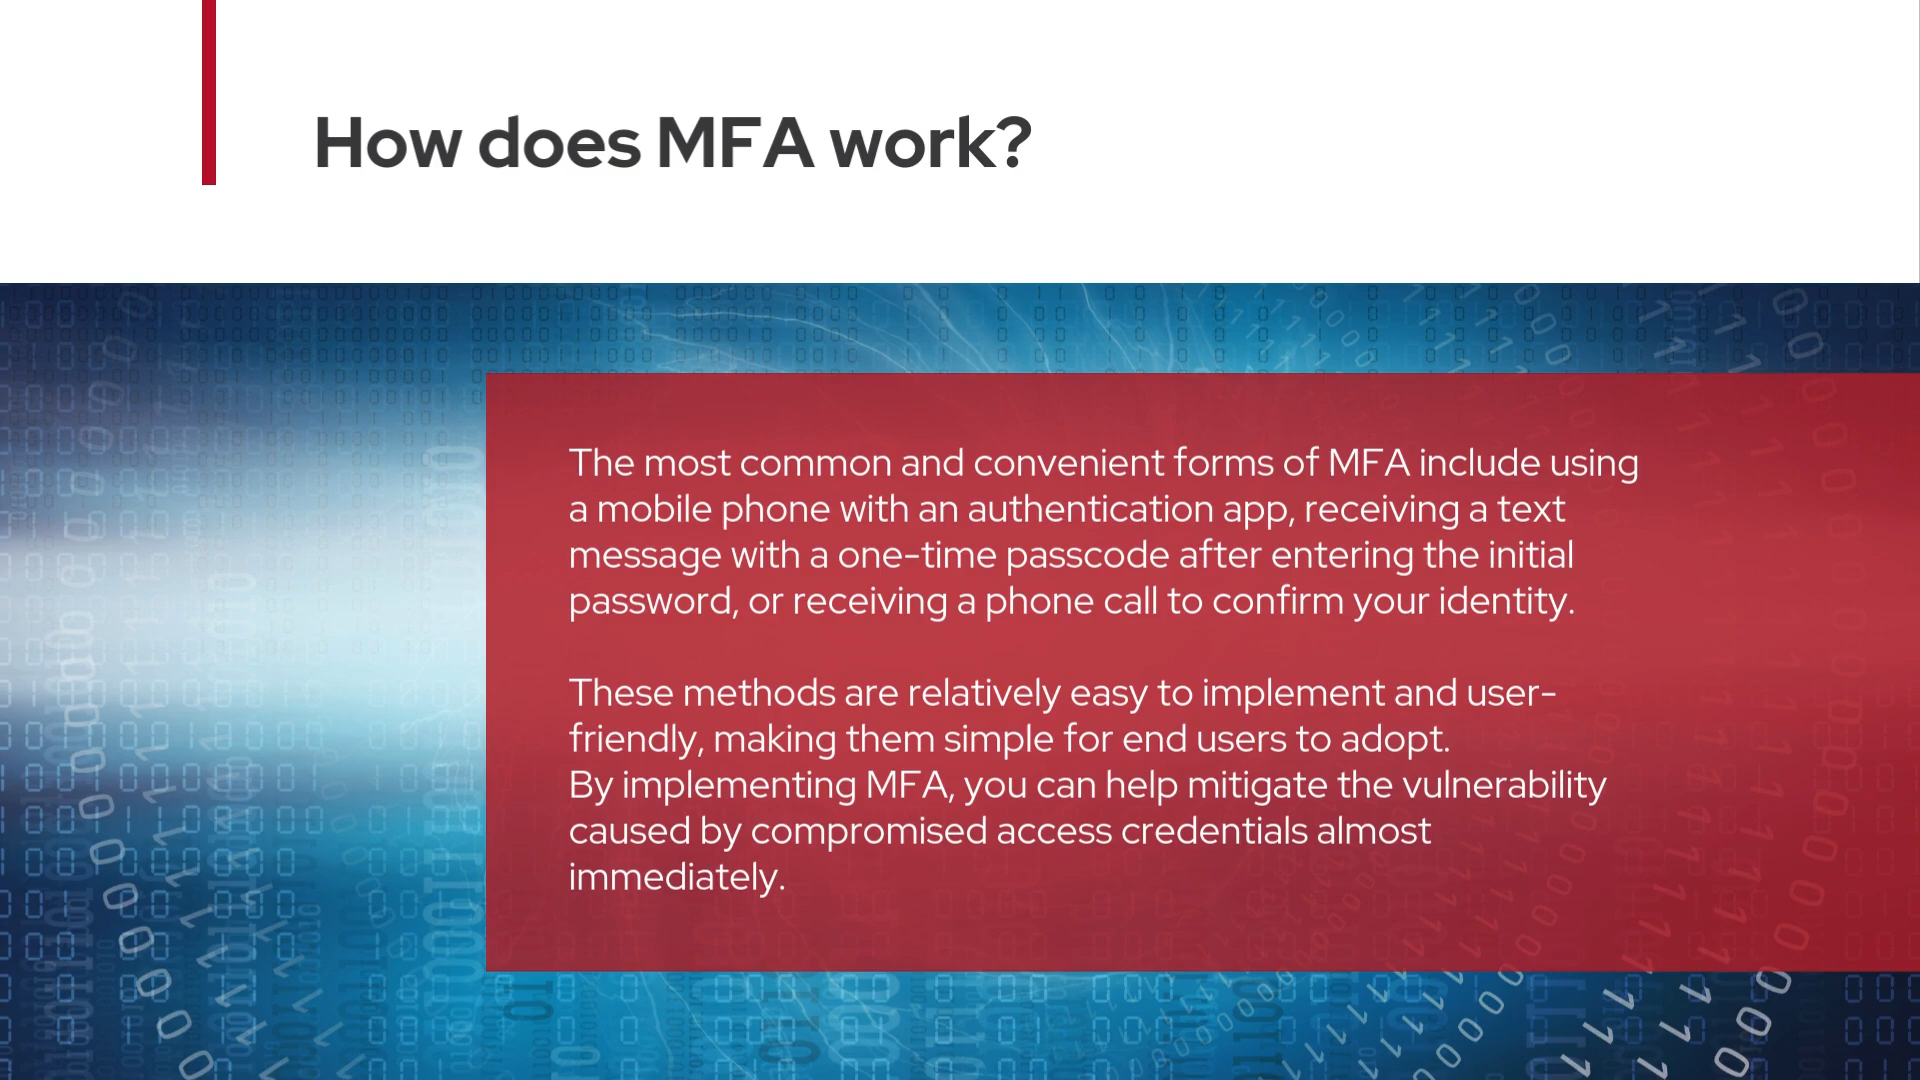 How does MFA work?
The most common and convenient forms of MFA include using
a mobile phone with an authentication app, receiving a text
message with a one-time passcode after entering the initial
password, or receiving a phone call to confirm your identity.
These methods are relatively easy to implement and user-
friendly, making them simple for end users to adopt.
By implementing MFA, you can help mitigate the vulnerability
caused by compromised access credentials almost
immediately.